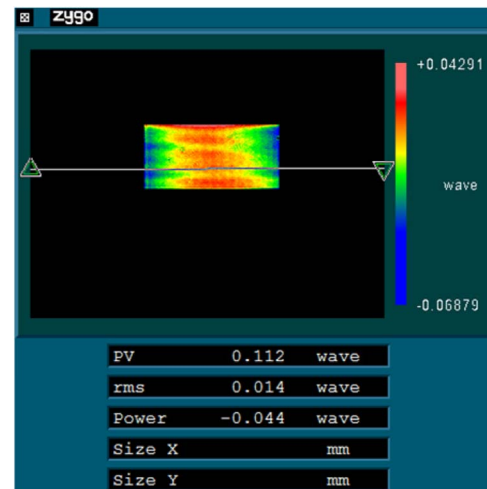 zygo
+0.04291
wave
-0.06879
PV 0.112 wave
rms 0.014 wave
Power -0.044 wave
Size X mm
Size Y mm